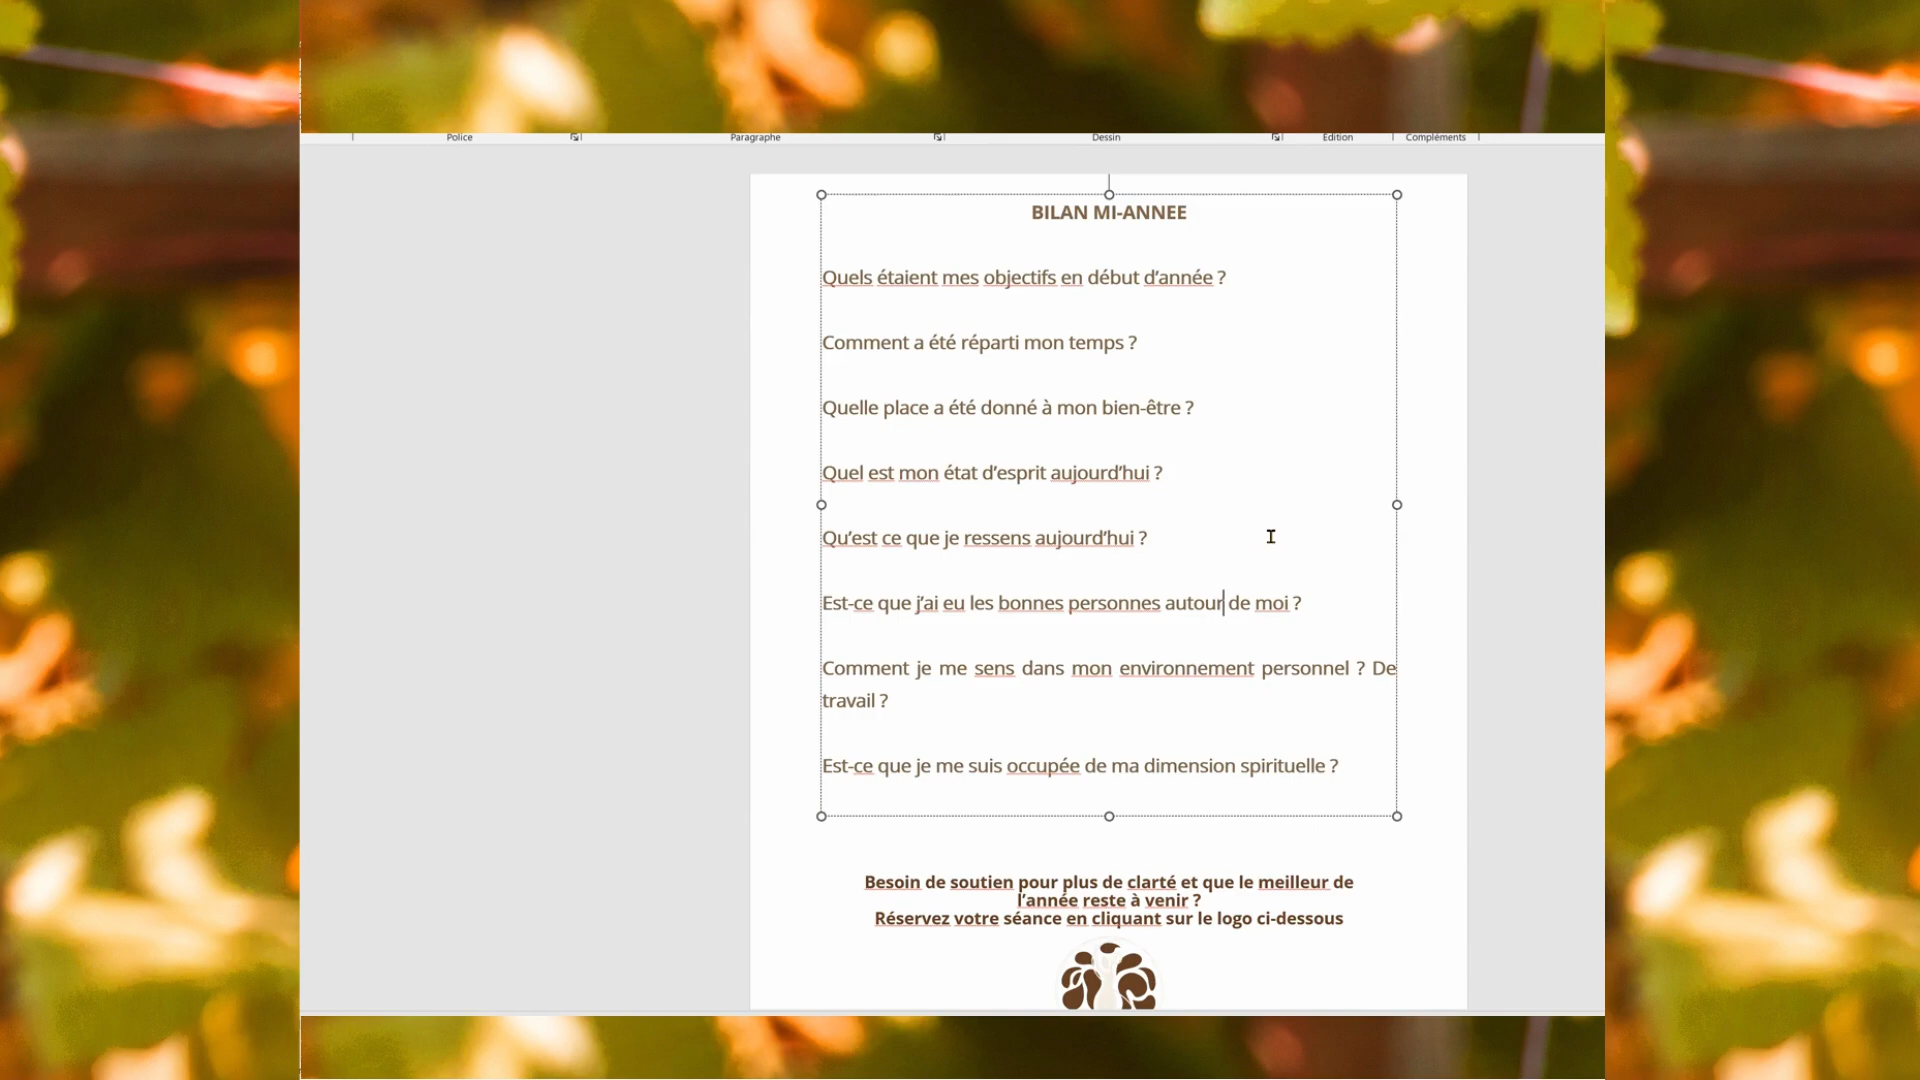 Police Paragraphe Dessin Edition Compléments
BILAN MI-ANNEE
Quels étaient mes objectifs en début d’année ?
Comment a été réparti mon temps ?
Quelle place a été donné à mon bien-être ?
Quel est mon état d’esprit aujourd’hui ?
Qu’est ce que je ressens aujourd’hui ?
Est-ce que j’ai eu les bonnes personnes autour de moi ?
Comment je me sens dans mon environnement personnel ? De
travail ?
Est-ce que je me suis occupée de ma dimension spirituelle ?
Besoin de soutien pour plus de clarté et que le meilleur de
l’année reste à venir ?
Réservez votre séance en cliquant sur le logo ci-dessous